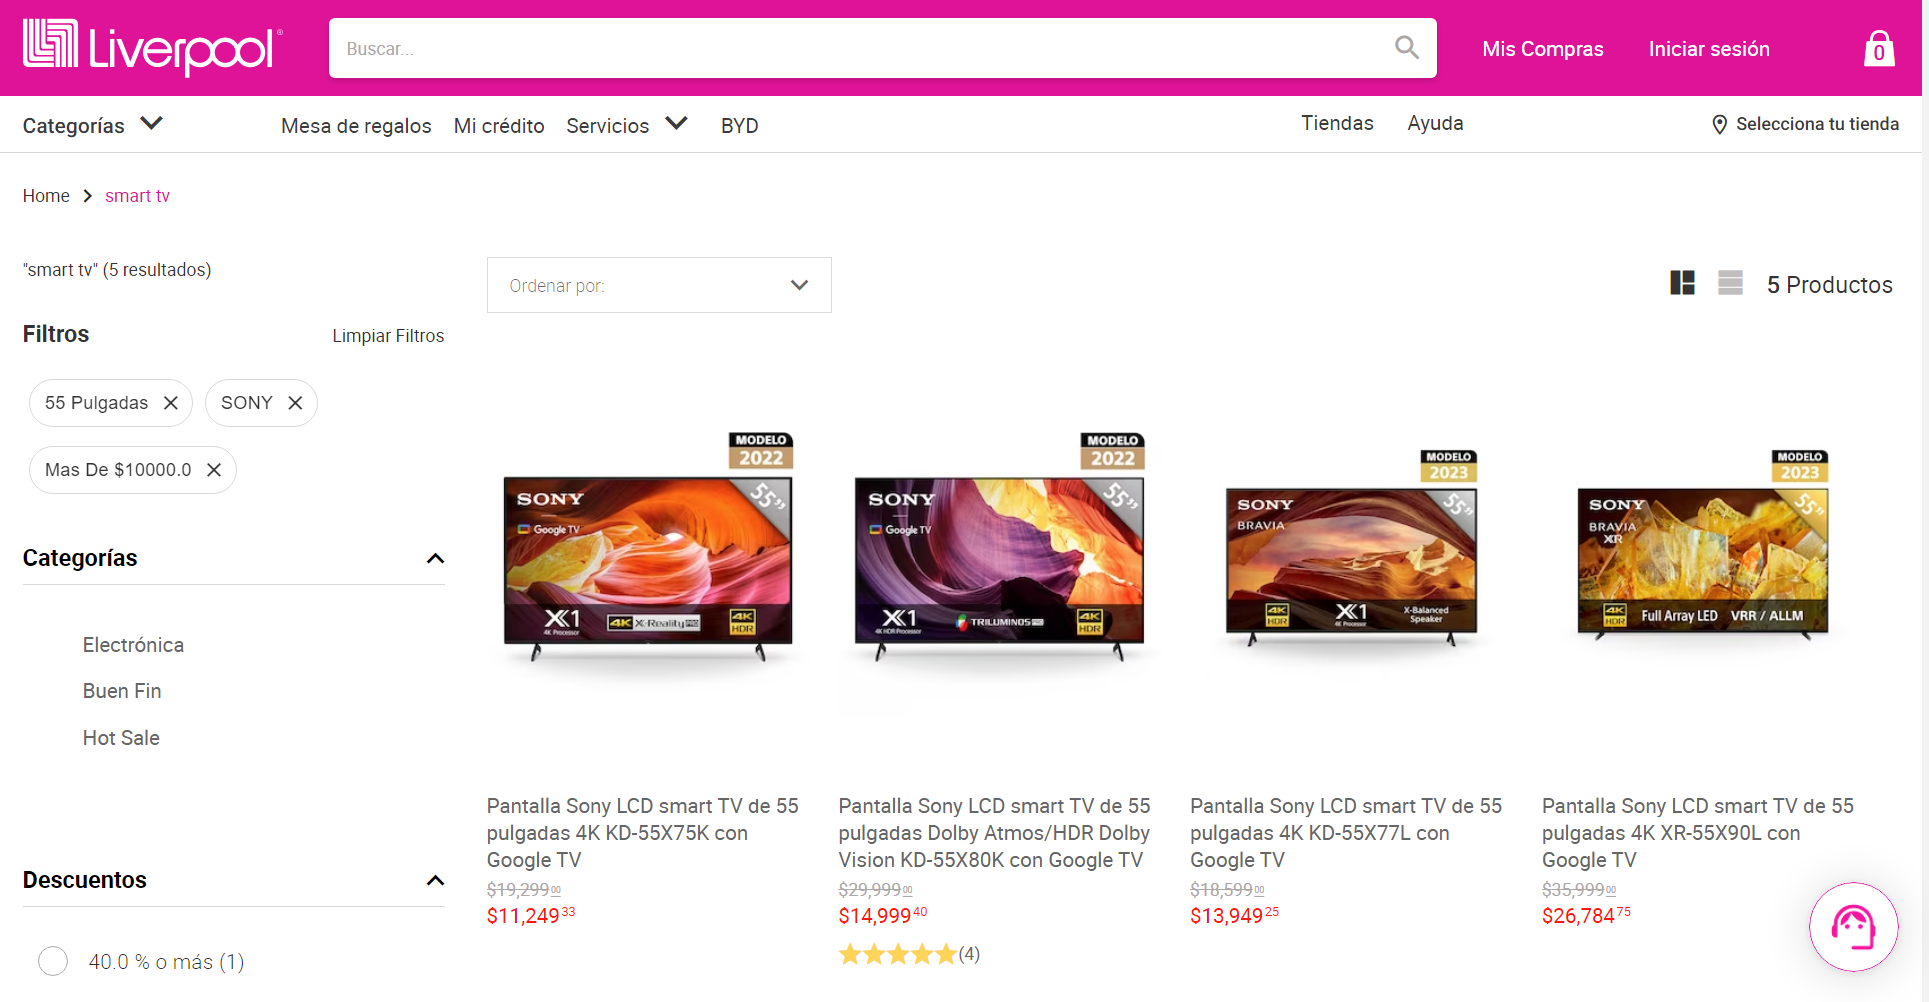 Liverpool®
Buscar...
Mis Compras
Iniciar sesión
0
Categorías
Mesa de regalos
Mi crédito
Servicios
BYD
Tiendas
Ayuda
Selecciona tu tienda
Home
smart tv
"smart tv" (5 resultados)
Ordenar por:
5 Productos
Filtros
Limpiar Filtros
55 Pulgadas
SONY
Mas De $10000.0
Categorías
Electrónica
Buen Fin
Hot Sale
Descuentos
40.0 % o más (1)
MODELO
2022
SONY
55"
Google TV
X1
4K Processor
4K X-Reality PRO
4K
HDR
Pantalla Sony LCD smart TV de 55
pulgadas 4K KD-55X75K con
Google TV
$19,299.00
$11,249.33
MODELO
2022
SONY
55"
Google TV
X1
4K HDR Processor
TRILUMINOS PRO
4K
HDR
Pantalla Sony LCD smart TV de 55
pulgadas Dolby Atmos/HDR Dolby
Vision KD-55X80K con Google TV
$29,999.00
$14,999.40
(4)
MODELO
2023
SONY
55"
BRAVIA
4K
HDR
X1
4K Processor
X-Balanced
Speaker
Pantalla Sony LCD smart TV de 55
pulgadas 4K KD-55X77L con
Google TV
$18,599.00
$13,949.25
MODELO
2023
SONY
55"
BRAVIA
XR
4K
HDR
Full Array LED
VRR / ALLM
Pantalla Sony LCD smart TV de 55
pulgadas 4K XR-55X90L con
Google TV
$35,999.00
$26,784.75